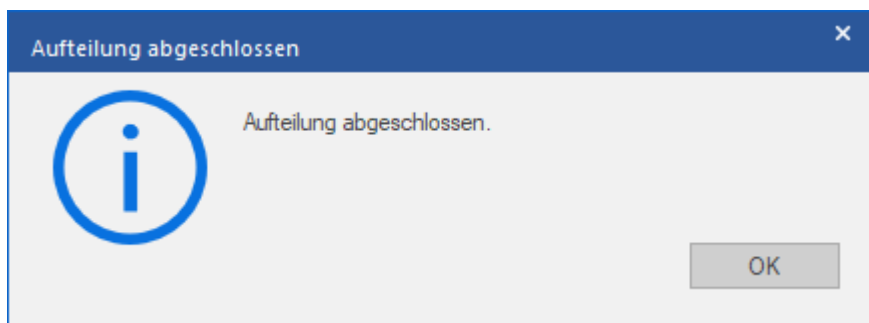 Aufteilung abgeschlossen
Aufteilung abgeschlossen.
OK